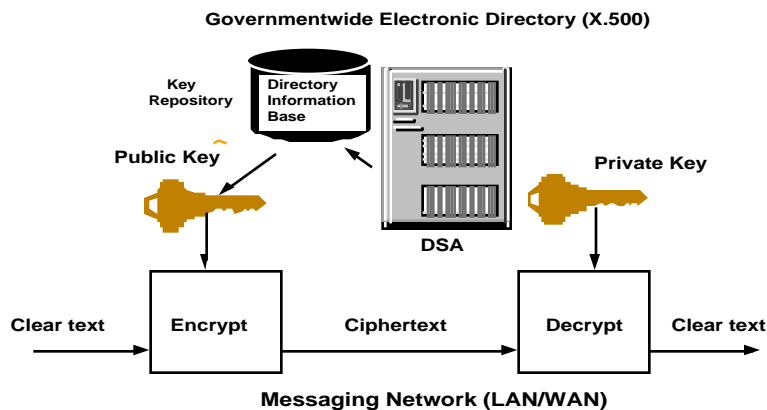 Governmentwide Electronic Directory (X.500)
Key
Repository
Directory
Information
Base
Public Key
Private Key
DSA
Clear text
Encrypt
Ciphertext
Decrypt
Clear text
Messaging Network (LAN/WAN)